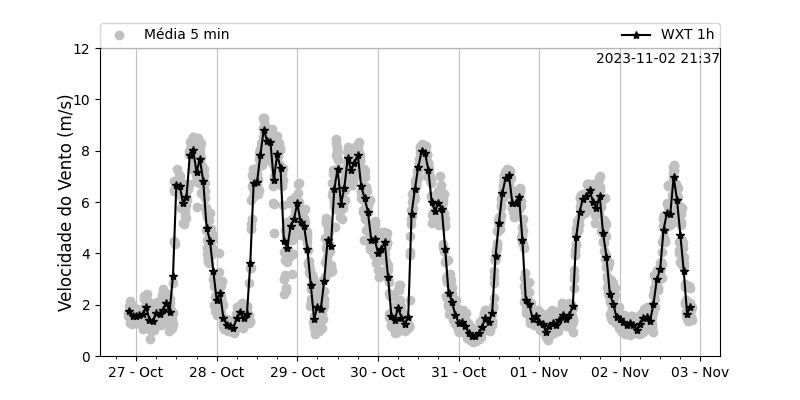 Média 5 min
WXT 1h
2023-11-02 21:37
Velocidade do Vento (m/s)
12
10
8
6
4
2
0
27 - Oct
28 - Oct
29 - Oct
30 - Oct
31 - Oct
01 - Nov
02 - Nov
03 - Nov